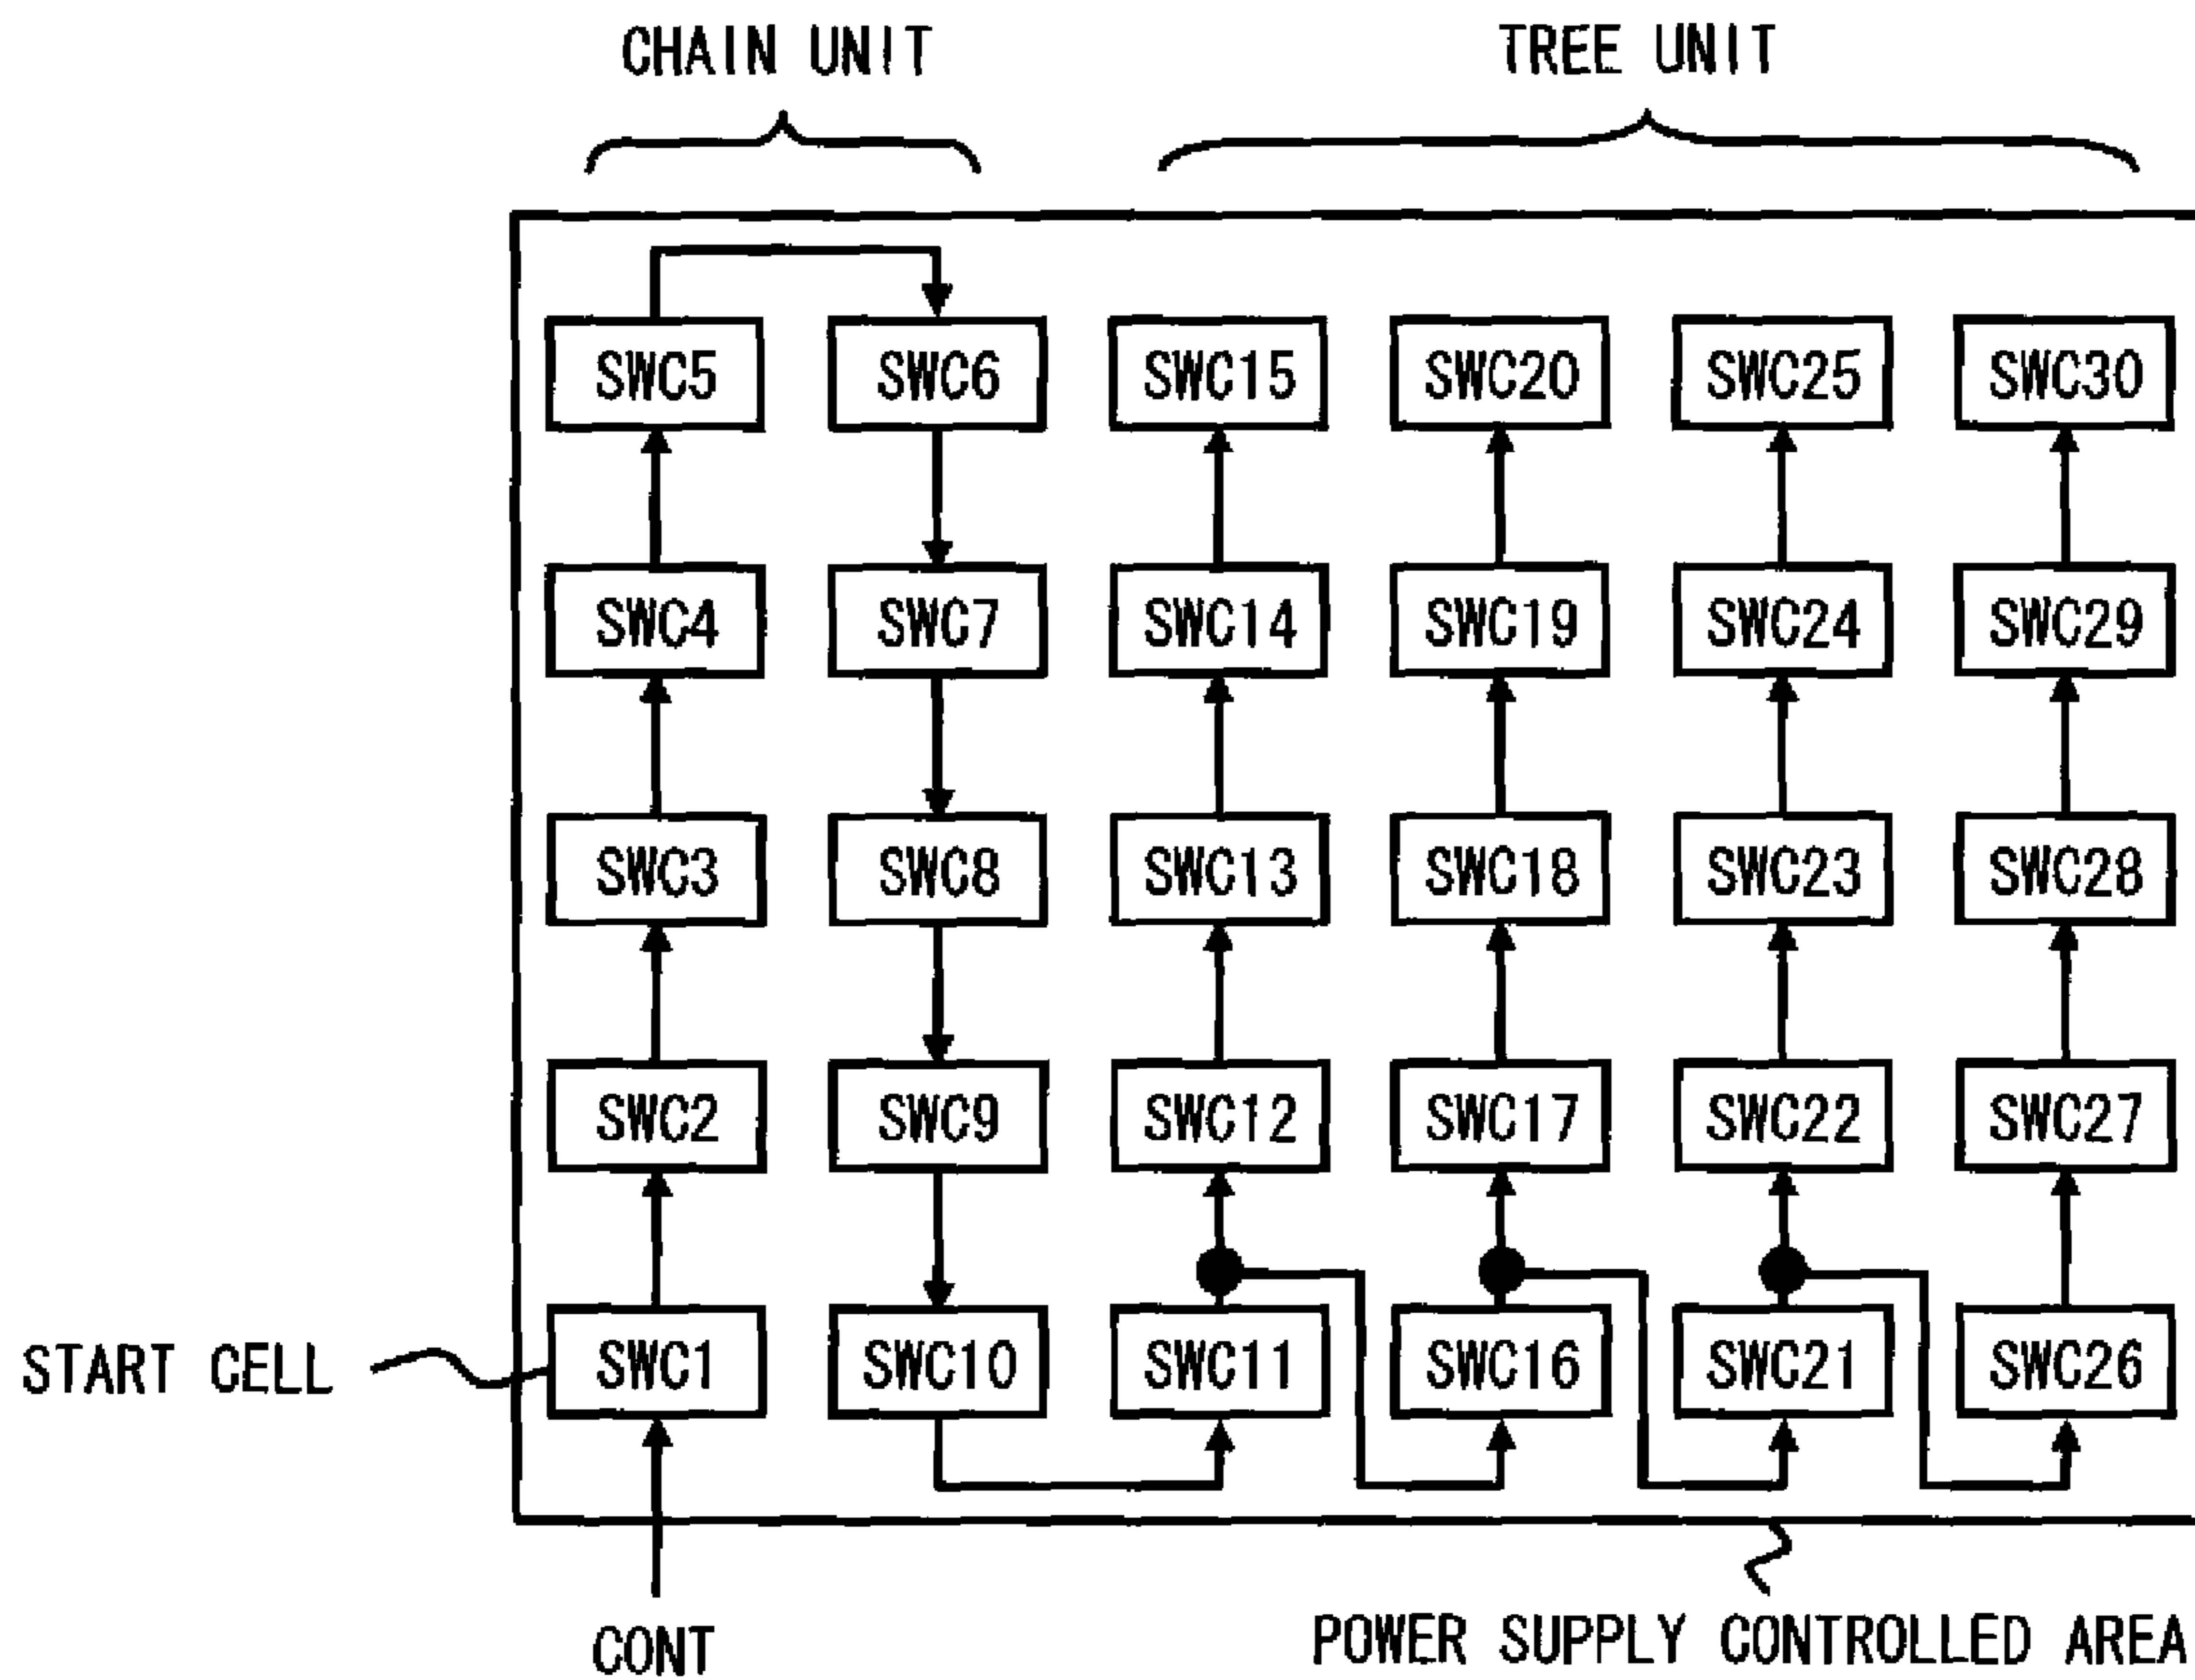 CHAIN UNIT TREE UNIT
SWC5 SWC6 SWC15 SWC20 SWC25 SWC30
SWC4 SWC7 SWC14 SWC19 SWC24 SWC29
SWC3 SWC8 SWC13 SWC18 SWC23 SWC28
SWC2 SWC9 SWC12 SWC17 SWC22 SWC27
START CELL SWC1 SWC10 SWC11 SWC16 SWC21 SWC26
CONT POWER SUPPLY CONTROLLED AREA